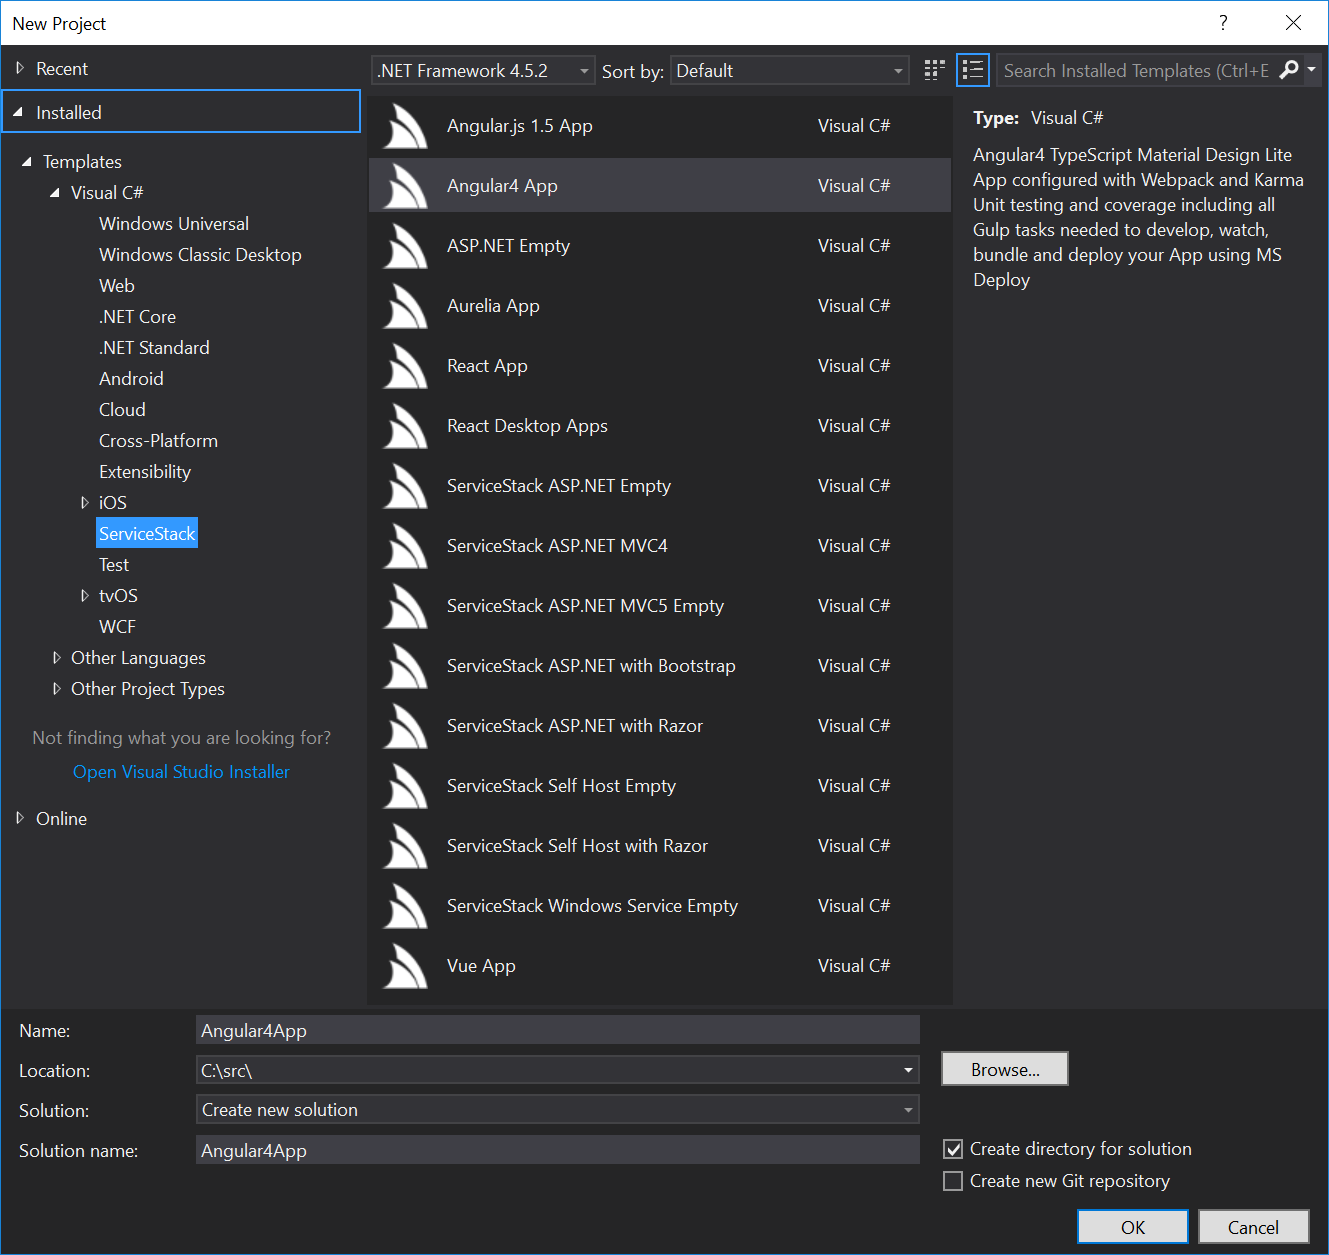 New Project
?
Recent
Installed
Templates
Visual C#
Windows Universal
Windows Classic Desktop
Web
.NET Core
.NET Standard
Android
Cloud
Cross-Platform
Extensibility
iOS
ServiceStack
Test
tvOS
WCF
Other Languages
Other Project Types
Not finding what you are looking for?
Open Visual Studio Installer
Online
.NET Framework 4.5.2
Sort by:
Default
Search Installed Templates (Ctrl+E
Angular.js 1.5 App Visual C#
Angular4 App Visual C#
ASP.NET Empty Visual C#
Aurelia App Visual C#
React App Visual C#
React Desktop Apps Visual C#
ServiceStack ASP.NET Empty Visual C#
ServiceStack ASP.NET MVC4 Visual C#
ServiceStack ASP.NET MVC5 Empty Visual C#
ServiceStack ASP.NET with Bootstrap Visual C#
ServiceStack ASP.NET with Razor Visual C#
ServiceStack Self Host Empty Visual C#
ServiceStack Self Host with Razor Visual C#
ServiceStack Windows Service Empty Visual C#
Vue App Visual C#
Type: Visual C#
Angular4 TypeScript Material Design Lite
App configured with Webpack and Karma
Unit testing and coverage including all
Gulp tasks needed to develop, watch,
bundle and deploy your App using MS
Deploy
Name: Angular4App
Location: C:\src\
Browse...
Solution: Create new solution
Solution name: Angular4App
Create directory for solution
Create new Git repository
OK
Cancel